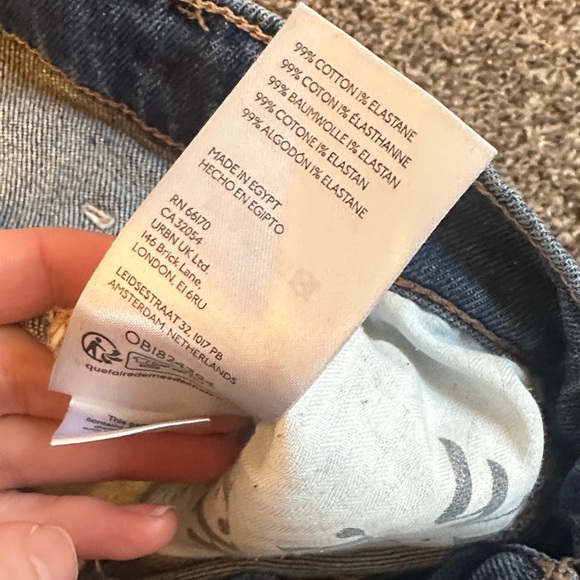 99% COTTON 1% ELASTANE
99% COTON 1% ÉLASTHANNE
99% BAUMWOLLE 1% ELASTAN
99% COTONE 1% ELASTAN
99% ALGODÓN 1% ELASTANE
MADE IN EGYPT
HECHO EN EGIPTO
RN 66170
CA 32054
URBN UK Ltd.
146 Brick Lane,
LONDON, E1 6RU
LEIDSESTRAAT 32, 1017 PB
AMSTERDAM, NETHERLANDS
This